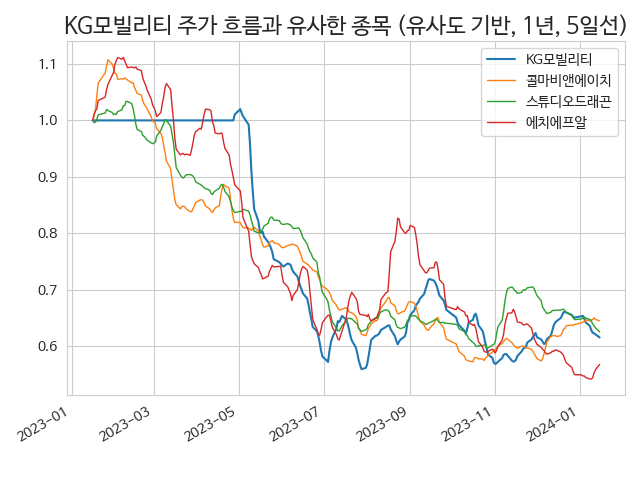 KG모빌리티 주가 흐름과 유사한 종목 (유사도 기반, 1년, 5일선)
KG모빌리티
콜마비앤에이치
스튜디오드래곤
에치에프알
1.1
1.0
0.9
0.8
0.7
0.6
2023-01
2023-03
2023-05
2023-07
2023-09
2023-11
2024-01